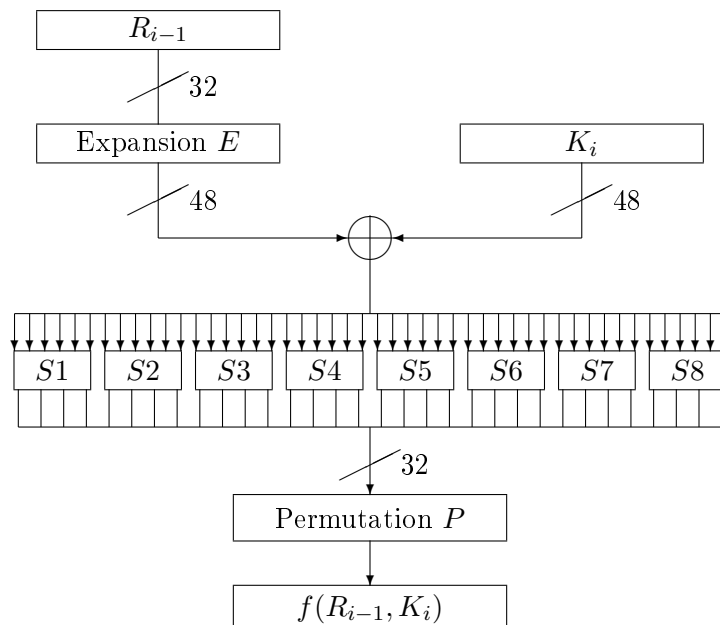 R_{i−1}
32
Expansion E
K_i
48
48
S1 S2 S3 S4 S5 S6 S7 S8
32
Permutation P
f(R_{i−1}, K_i)